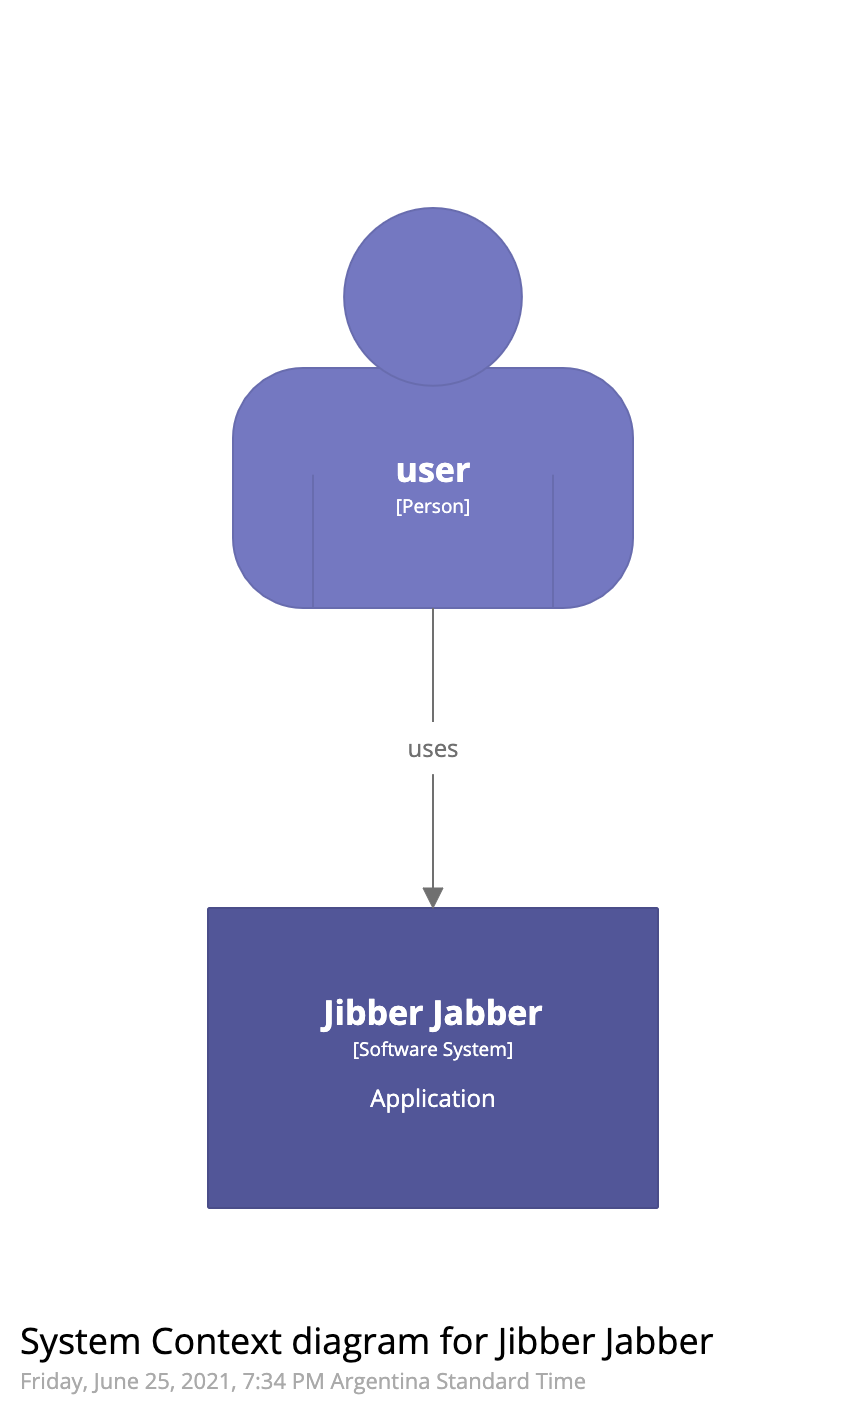 user
[Person]
uses
Jibber Jabber
[Software System]
Application
System Context diagram for Jibber Jabber
Friday, June 25, 2021, 7:34 PM Argentina Standard Time